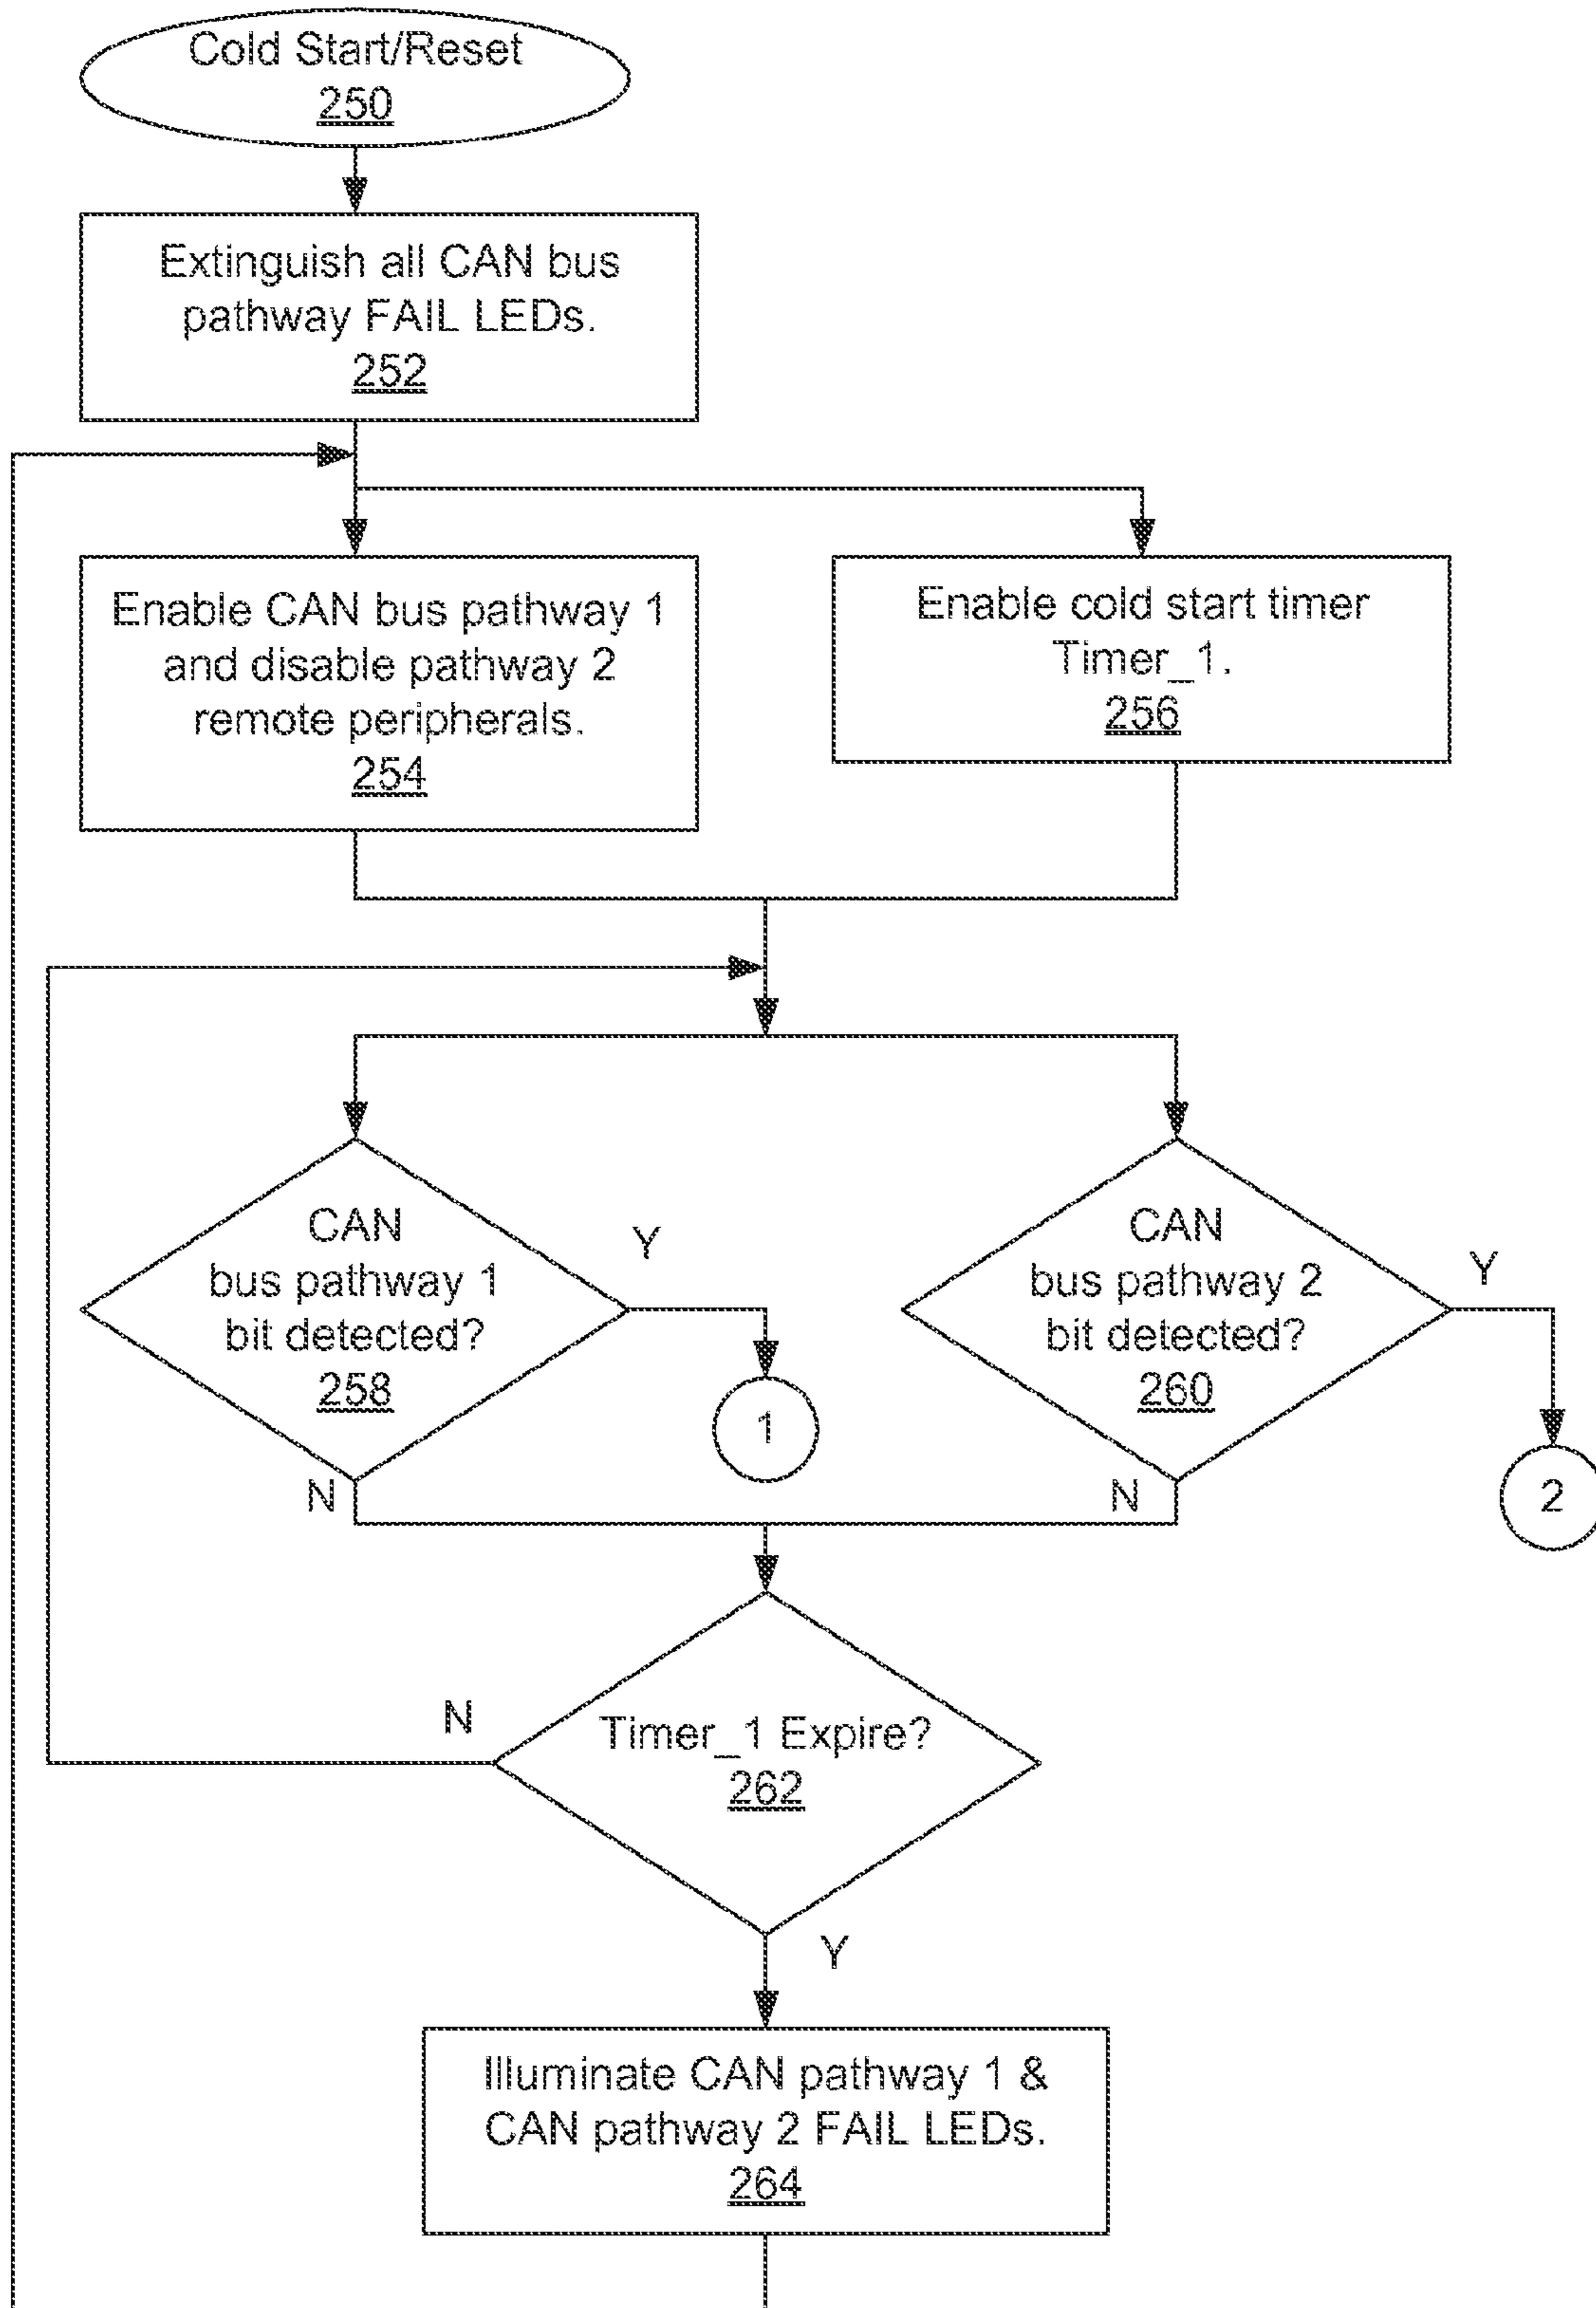 Cold Start/Reset
250
Extinguish all CAN bus
pathway FAIL LEDs.
252
Enable CAN bus pathway 1
and disable pathway 2
remote peripherals.
254
Enable cold start timer
Timer_1.
256
CAN
bus pathway 1
bit detected?
258
Y
1
N
CAN
bus pathway 2
bit detected?
260
Y
2
N
Timer_1 Expire?
262
N
Y
Illuminate CAN pathway 1 &
CAN pathway 2 FAIL LEDs.
264